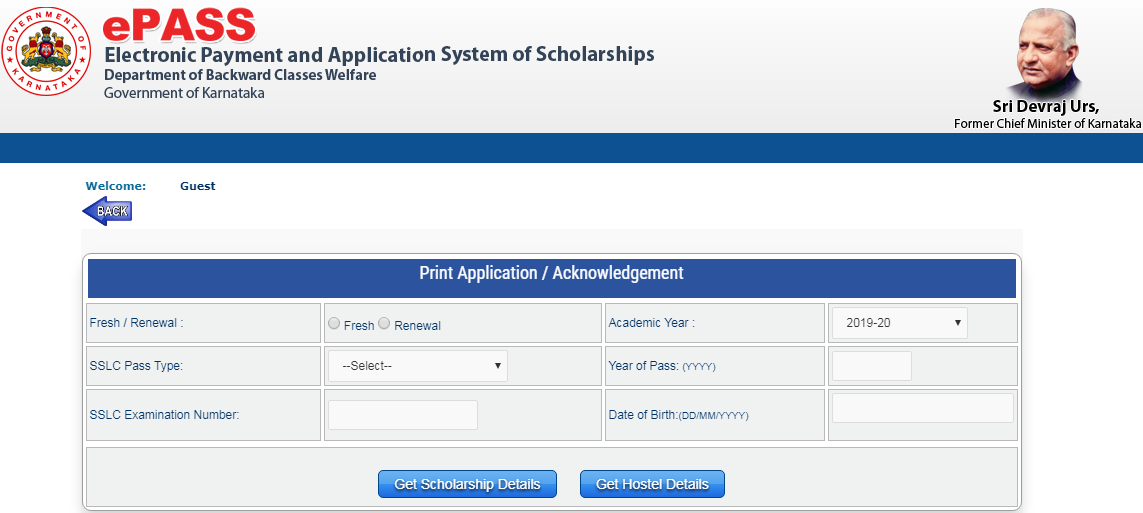 GOVERNMENT OF
KARNATAKA
ePASS
Electronic Payment and Application System of Scholarships
Department of Backward Classes Welfare
Government of Karnataka
Sri Devraj Urs,
Former Chief Minister of Karnataka
Welcome: Guest
BACK
Print Application / Acknowledgement
Fresh / Renewal : Fresh Renewal Academic Year : 2019-20
SSLC Pass Type: --Select-- Year of Pass: (YYYY)
SSLC Examination Number: Date of Birth:(DD/MM/YYYY)
Get Scholarship Details Get Hostel Details